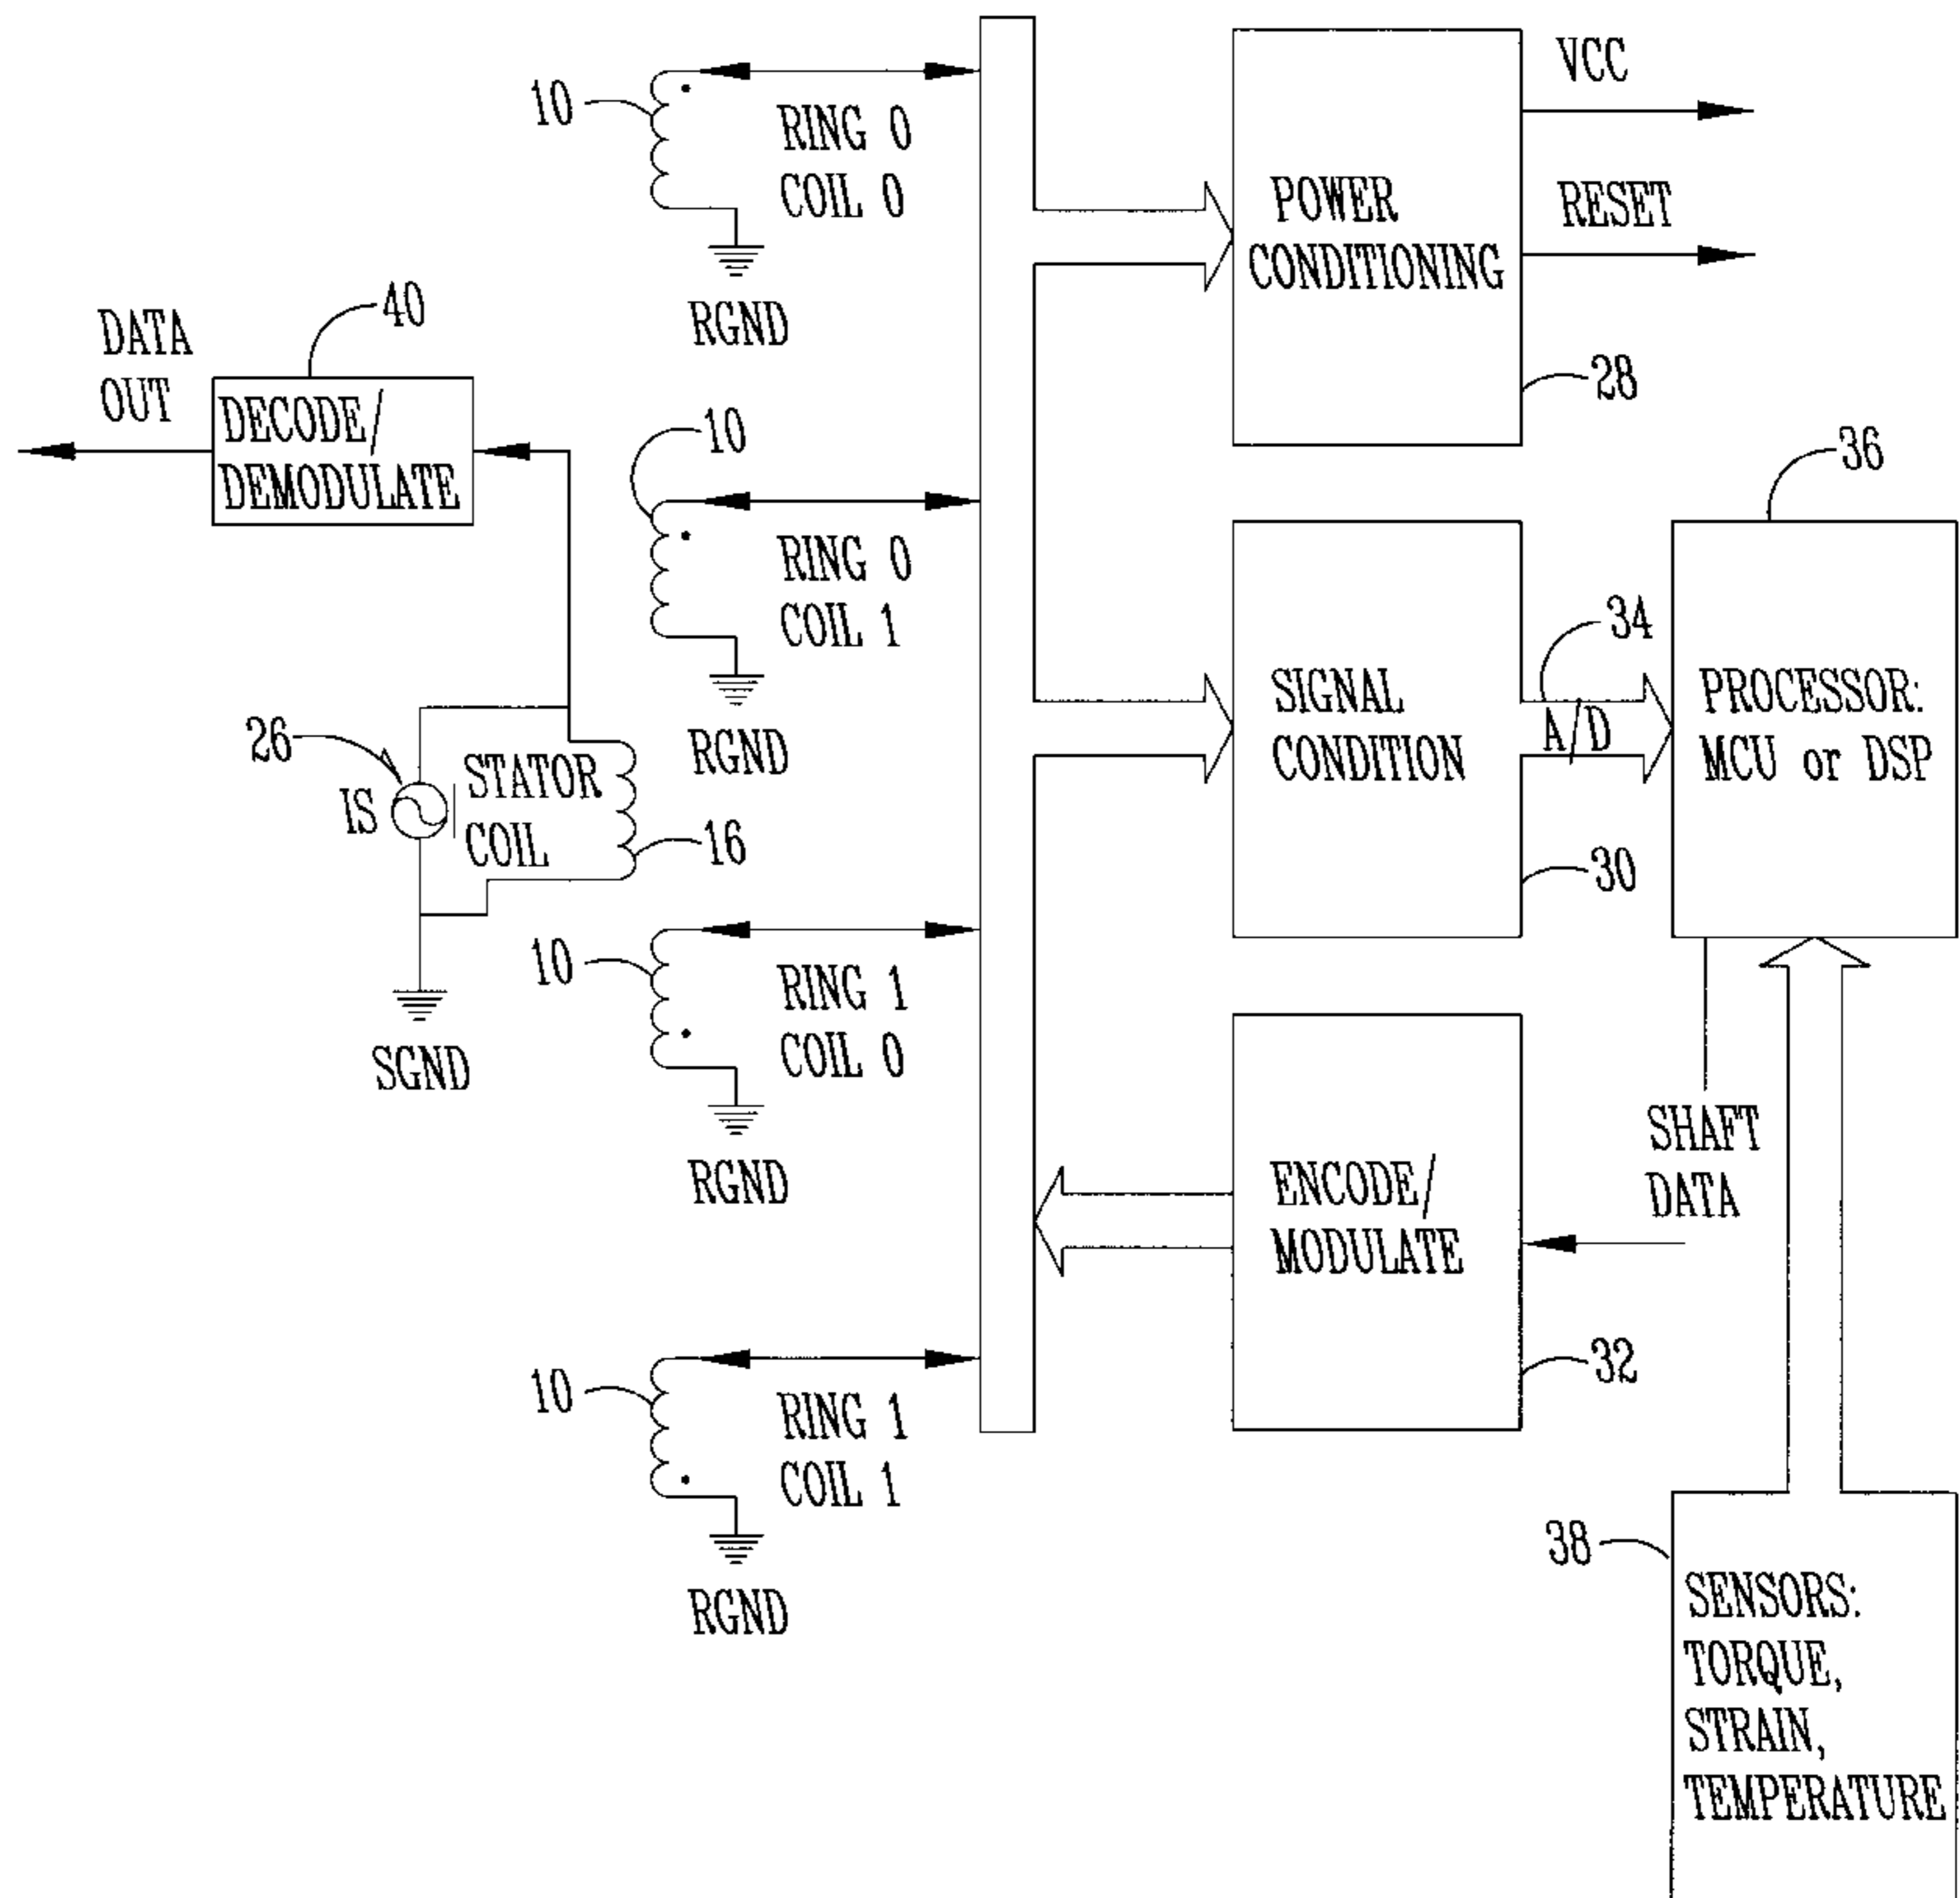 VCC
10
RING 0
COIL 0
POWER
CONDITIONING
RESET
RGND
40
DATA
OUT
28
DECODE/
DEMODULATE
10
36
RING 0
COIL 1
34
SIGNAL
CONDITION
A/D
PROCESSOR:
MCU or DSP
RGND
26
IS
STATOR
COIL
16
30
10
RING 1
COIL 0
SGND
SHAFT
DATA
RGND
ENCODE/
MODULATE
32
10
RING 1
COIL 1
38
RGND
SENSORS:
TORQUE,
STRAIN,
TEMPERATURE